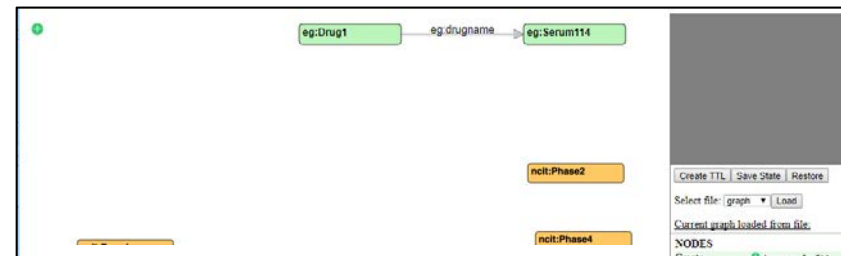 eg:Drug1
eg:drugname
eg:Serum114
ncit:Phase2
Create TTL Save State Restore
Select file: graph Load
Current graph loaded from file:
ncit:Phase4
NODES